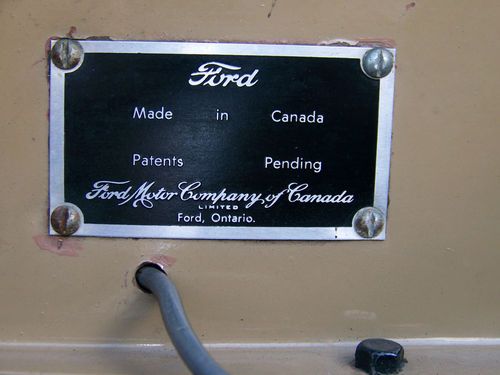 Ford
Made in Canada
Patents Pending
Ford Motor Company of Canada
LIMITED
Ford, Ontario.